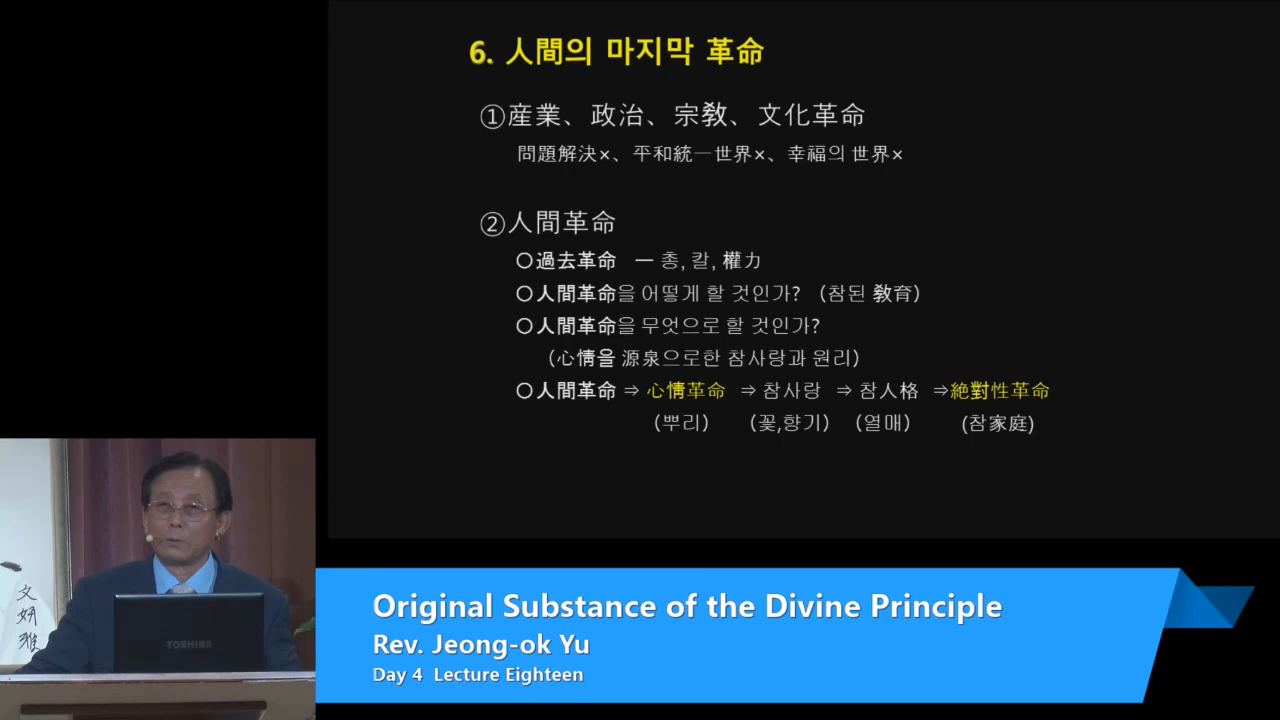 6. 人間의 마지막 革命
①産業、政治、宗敎、文化革命
問題解決×、平和統一世界×、幸福의 世界×
②人間革命
○過去革命 ー 총, 칼, 權力
○人間革命을 어떻게 할 것인가? (참된 敎育)
○人間革命을 무엇으로 할 것인가?
(心情을 源泉으로한 참사랑과 원리)
○人間革命 ⇒ 心情革命 ⇒ 참사랑 ⇒ 참人格 ⇒絶對性革命
(뿌리) (꽃,향기) (열매) (참家庭)
文
妍
雅
TOSHIBA
Original Substance of the Divine Principle
Rev. Jeong-ok Yu
Day 4 Lecture Eighteen